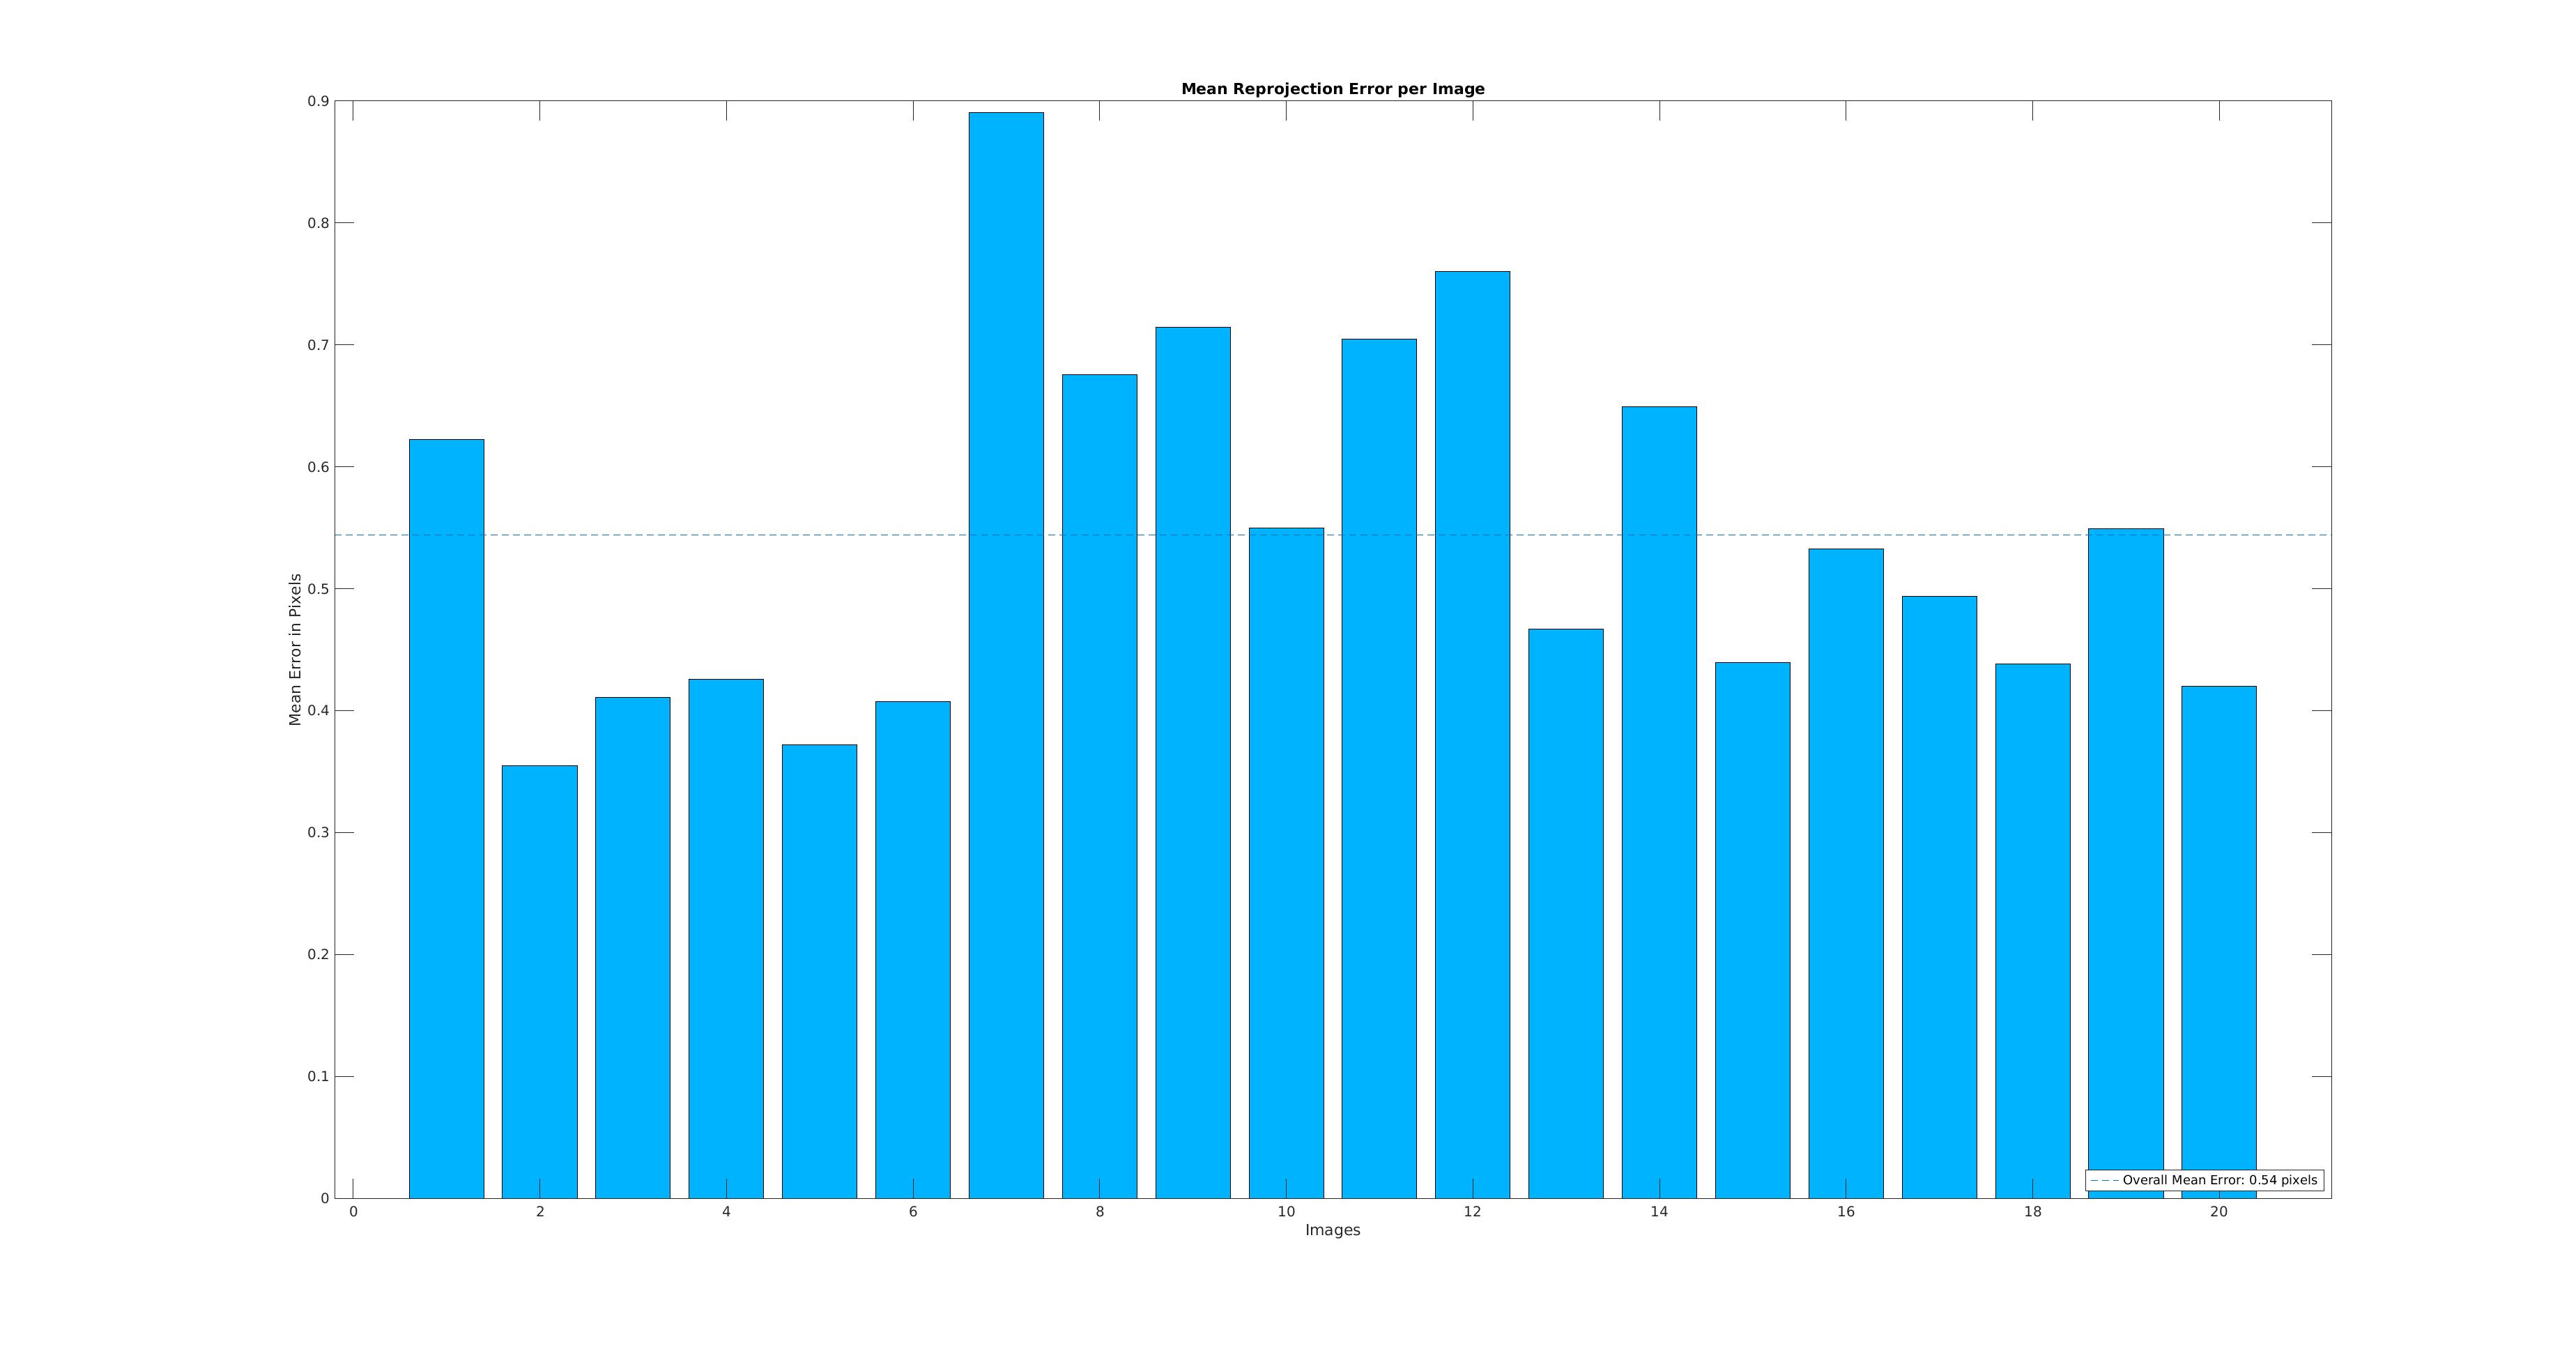 Mean Reprojection Error per Image
0.9
0.8
0.7
0.6
0.5
0.4
0.3
0.2
0.1
0
Mean Error in Pixels
Overall Mean Error: 0.54 pixels
0 2 4 6 8 10 12 14 16 18 20
Images